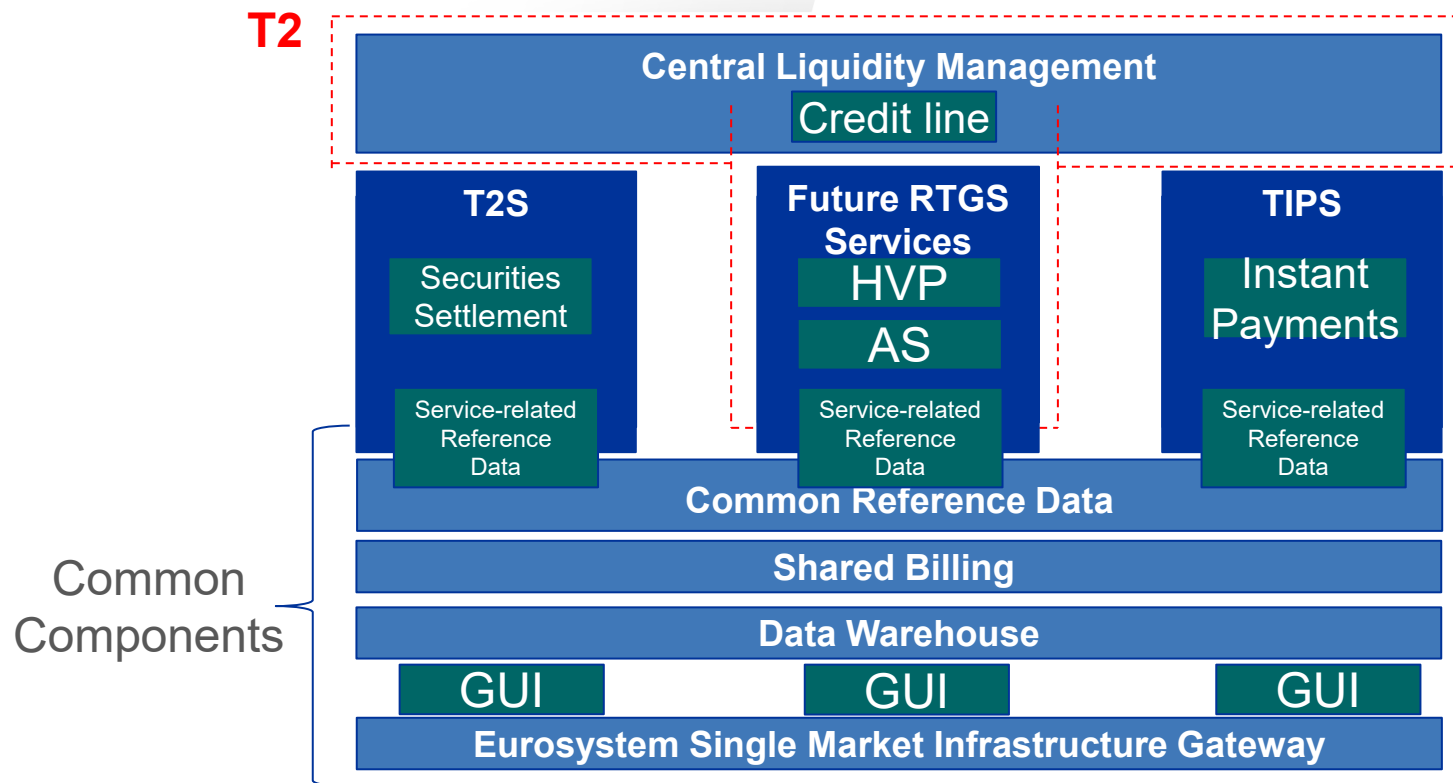 T2
Central Liquidity Management
Credit line
T2S
Securities
Settlement
Service-related
Reference
Data
Future RTGS
Services
HVP
AS
Service-related
Reference
Data
TIPS
Instant
Payments
Service-related
Reference
Data
Common
Components
Common Reference Data
Shared Billing
Data Warehouse
GUI
GUI
GUI
Eurosystem Single Market Infrastructure Gateway